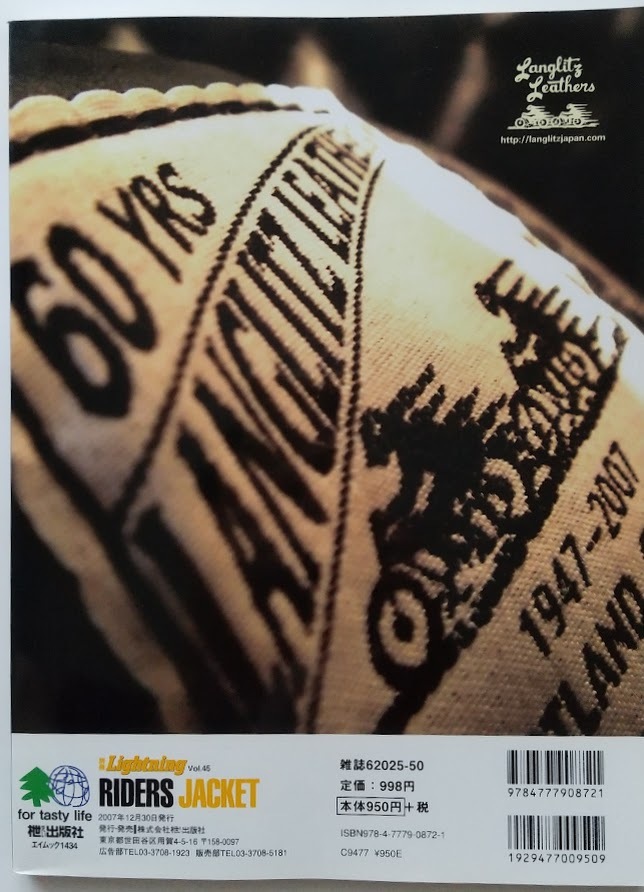 Langlitz
Leathers
http://langlitzjapan.com
60 YRS
LANGLITZ LEATHE
1947--2007
TLAND
別冊Lightning Vol.45
RIDERS JACKET
for tasty life
枻出版社
エイムック1434
2007年12月30日発行
発行・発売 株式会社枻出版社
東京都世田谷区用賀4-5-16 〒158-0097
広告部TEL03-3708-1923 販売部TEL03-3708-5181
雑誌62025-50
定価:998円
本体950円+税
ISBN978-4-7779-0872-1
C9477 ¥950E
9784777908721
1929477009509